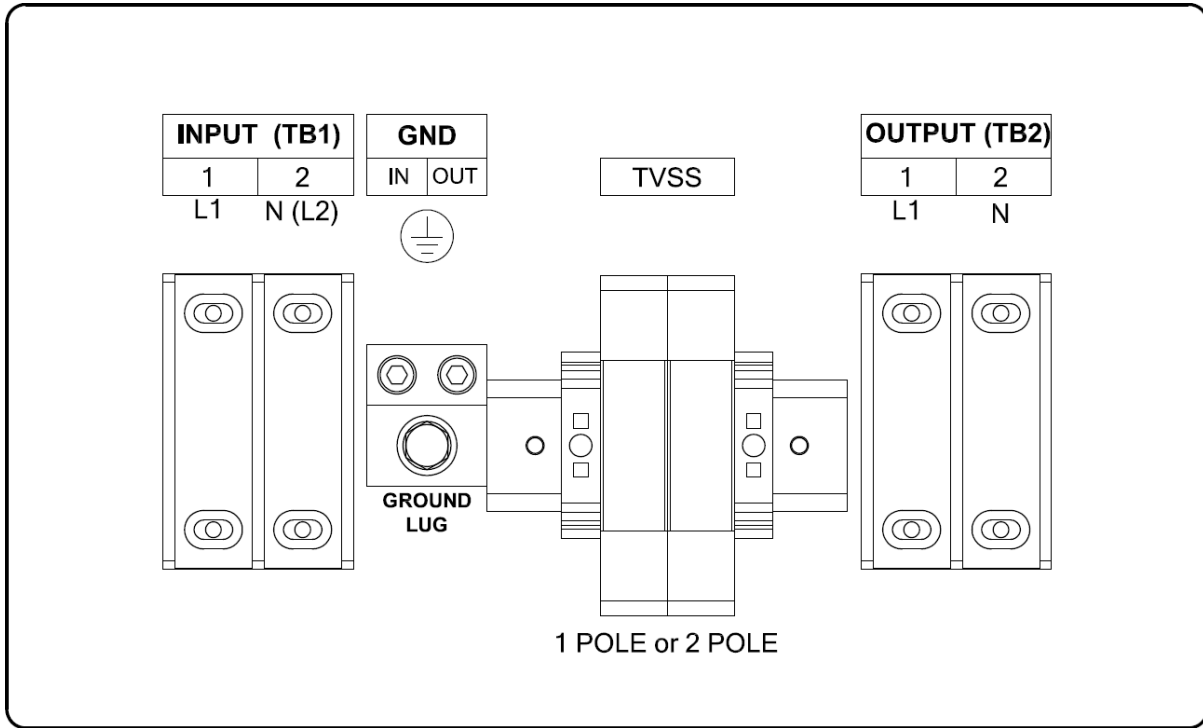 INPUT (TB1)
1 2
L1 N (L2)
GND
IN OUT
TVSS
OUTPUT (TB2)
1 2
L1 N
GROUND
LUG
1 POLE or 2 POLE